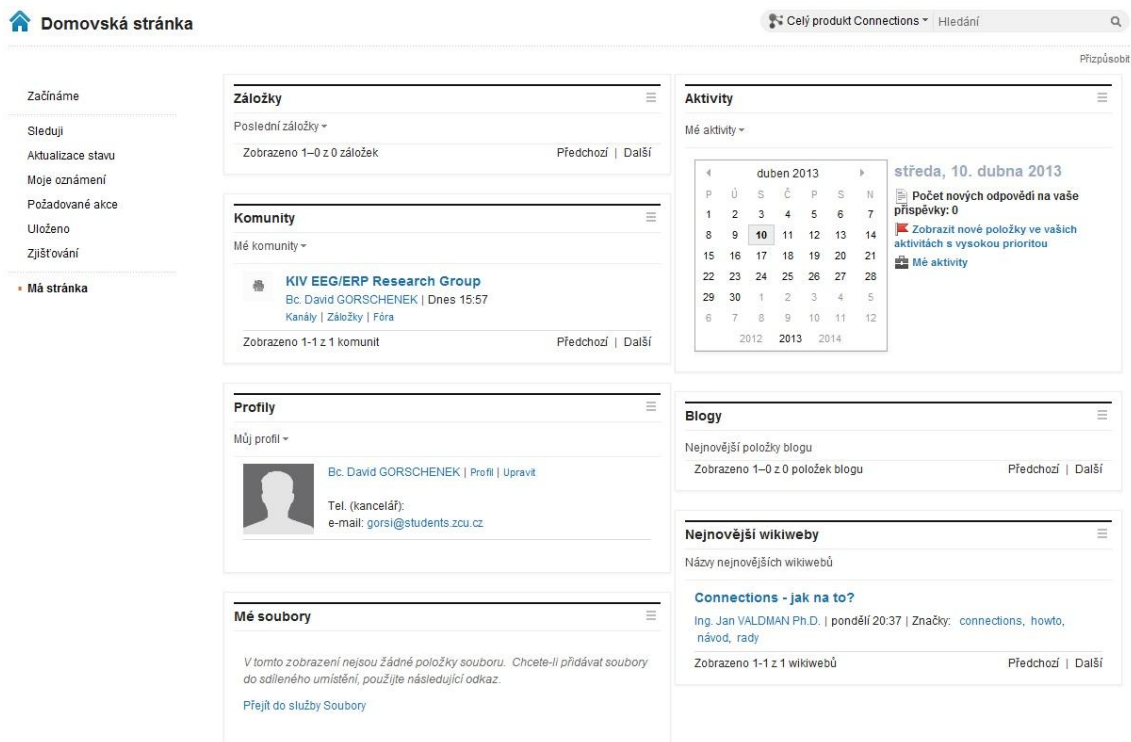 Domovská stránka
Celý produkt Connections
Hledání
Přizpůsobit
Začínáme
Sleduji
Aktualizace stavu
Moje oznámení
Požadované akce
Uloženo
Zjišťování
Má stránka
Záložky
Poslední záložky
Zobrazeno 1–0 z 0 záložek
Předchozí | Další
Komunity
Mé komunity
KIV EEG/ERP Research Group
Bc. David GORSCHENEK | Dnes 15:57
Kanály | Záložky | Fóra
Zobrazeno 1-1 z 1 komunit
Předchozí | Další
Profily
Můj profil
Bc. David GORSCHENEK | Profil | Upravit
Tel. (kancelář):
e-mail: gorsi@students.zcu.cz
Mé soubory
V tomto zobrazení nejsou žádné položky souboru. Chcete-li přidávat soubory
do sdíleného umístění, použijte následující odkaz.
Přejít do služby Soubory
Aktivity
Mé aktivity
duben 2013
P Ú S Č P S N
1 2 3 4 5 6 7
8 9 10 11 12 13 14
15 16 17 18 19 20 21
22 23 24 25 26 27 28
29 30 1 2 3 4 5
6 7 8 9 10 11 12
2012 2013 2014
středa, 10. dubna 2013
Počet nových odpovědí na vaše
příspěvky: 0
Zobrazit nové položky ve vašich
aktivitách s vysokou prioritou
Mé aktivity
Blogy
Nejnovější položky blogu
Zobrazeno 1–0 z 0 položek blogu
Předchozí | Další
Nejnovější wikiweby
Názvy nejnovějších wikiwebů
Connections - jak na to?
Ing. Jan VALDMAN Ph.D. | pondělí 20:37 | Značky: connections, howto,
návod, rady
Zobrazeno 1-1 z 1 wikiwebů
Předchozí | Další